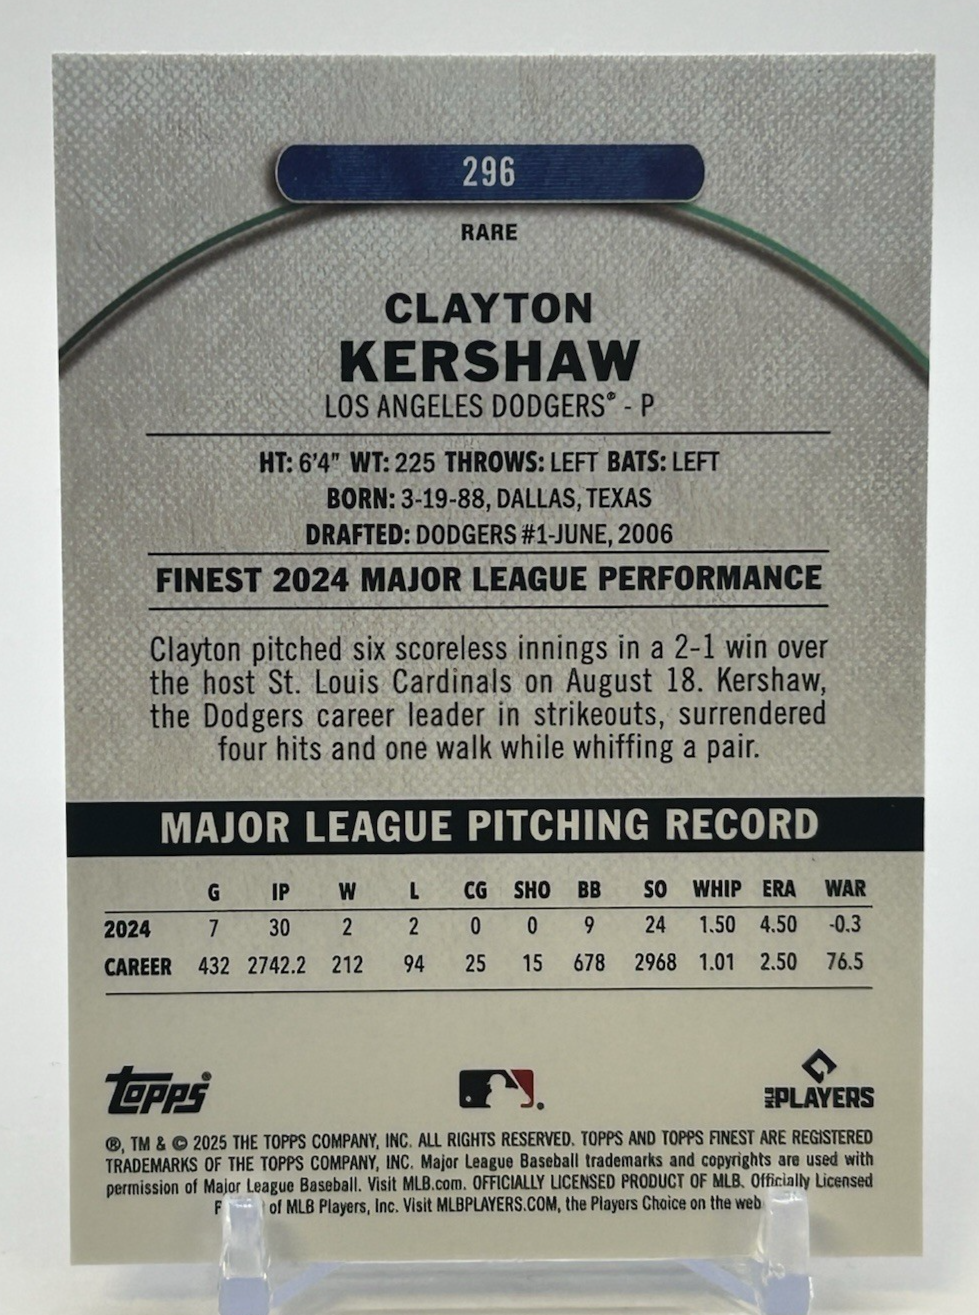 296
RARE
CLAYTON
KERSHAW
LOS ANGELES DODGERS® - P
HT: 6'4" WT: 225 THROWS: LEFT BATS: LEFT
BORN: 3-19-88, DALLAS, TEXAS
DRAFTED: DODGERS #1-JUNE, 2006
FINEST 2024 MAJOR LEAGUE PERFORMANCE
Clayton pitched six scoreless innings in a 2-1 win over
the host St. Louis Cardinals on August 18. Kershaw,
the Dodgers career leader in strikeouts, surrendered
four hits and one walk while whiffing a pair.
MAJOR LEAGUE PITCHING RECORD
G IP W L CG SHO BB SO WHIP ERA WAR
2024 7 30 2 2 0 0 9 24 1.50 4.50 -0.3
CAREER 432 2742.2 212 94 25 15 678 2968 1.01 2.50 76.5
Topps®
MLB PLAYERS
®, TM & © 2025 THE TOPPS COMPANY, INC. ALL RIGHTS RESERVED. TOPPS AND TOPPS FINEST ARE REGISTERED
TRADEMARKS OF THE TOPPS COMPANY, INC. Major League Baseball trademarks and copyrights are used with
permission of Major League Baseball. Visit MLB.com. OFFICIALLY LICENSED PRODUCT OF MLB. Officially Licensed
of MLB Players, Inc. Visit MLBPLAYERS.COM, the Players Choice on the web